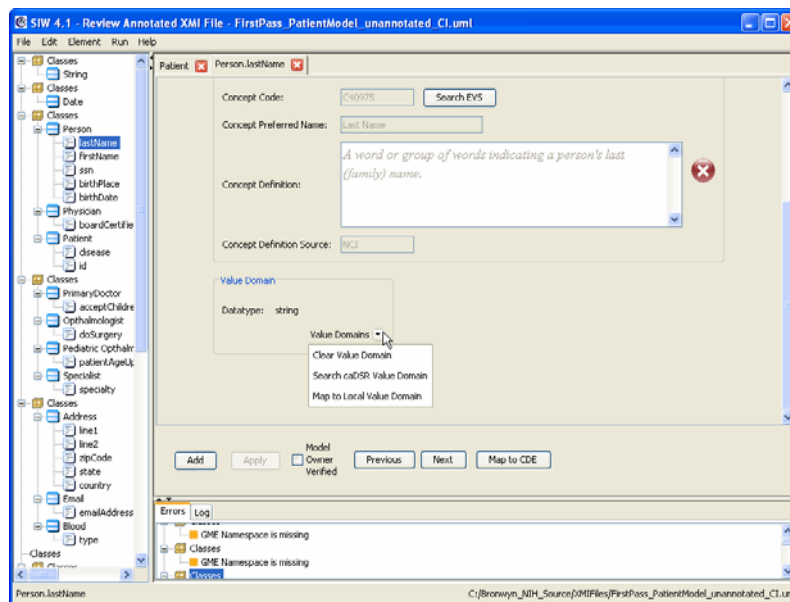 SIW 4.1 - Review Annotated XMI File - FirstPass_PatientModel_unannotated_CI.uml
File Edit Element Run Help
Classes
String
Classes
Date
Classes
Person
lastName
firstName
ssn
birthPlace
birthDate
Physician
boardCertifie
Patient
disease
id
Classes
PrimaryDoctor
acceptChildre
Opthalmologist
doSurgery
Pediatric Opthalm
patientAgeUp
Specialist
specialty
Classes
Address
line1
line2
zipCode
state
country
Email
emailAddress
Blood
type
Classes
Classes
Patient
Person.lastName
Concept Code: C40975 Search EVS
Concept Preferred Name: Last Name
Concept Definition:
A word or group of words indicating a person's last
(family) name.
Concept Definition Source: NCI
Value Domain
Datatype: string
Value Domains
Clear Value Domain
Search caDSR Value Domain
Map to Local Value Domain
Add Apply
Model
Owner
Verified
Previous Next Map to CDE
Errors Log
Classes
GME Namespace is missing
Classes
GME Namespace is missing
Classes
Person.lastName
C:/Bronwyn_NIH_Source/XMIFiles/FirstPass_PatientModel_unannotated_CI.um